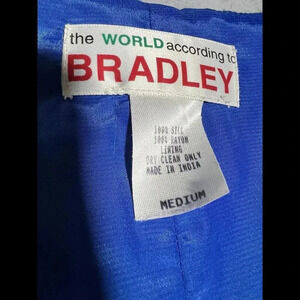 the WORLD according to
BRADLEY
100% SILK
100% RAYON
LINING
DRY CLEAN ONLY
MADE IN INDIA
MEDIUM